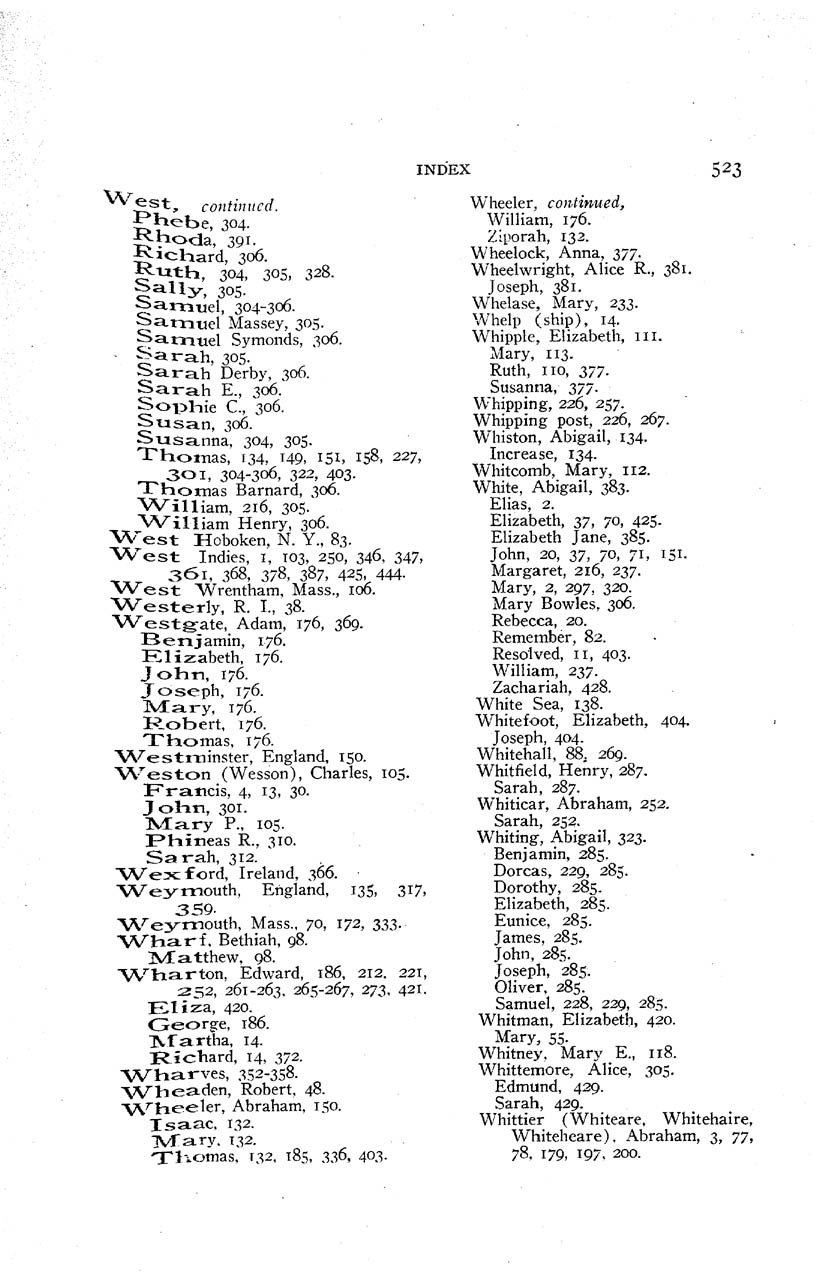 INDEX 523
West, continued.
Phebe, 304.
Rhoda, 391.
Richard, 306.
Ruth, 304, 305, 328.
Sally, 305.
Samuel, 304-306.
Samuel Massey, 305.
Samuel Symonds, 306.
Sarah, 305.
Sarah Derby, 306.
Sarah E., 306.
Sophie C., 306.
Susan, 306.
Susanna, 304, 305.
Thomas, 134, 149, 151, 158, 227,
301, 304-306, 322, 403.
Thomas Barnard, 306.
William, 216, 305.
William Henry, 306.
West Hoboken, N. Y., 83.
West Indies, 1, 103, 250, 346, 347,
361, 368, 378, 387, 425, 444.
West Wrentham, Mass., 106.
Westerly, R. I., 38.
Westgate, Adam, 176, 369.
Benjamin, 176.
Elizabeth, 176.
John, 176.
Joseph, 176.
Mary, 176.
Robert, 176.
Thomas, 176.
Westminster, England, 150.
Weston (Wesson), Charles, 105.
Francis, 4, 13, 30.
John, 301.
Mary P., 105.
Phineas R., 310.
Sarah, 312.
Wexford, Ireland, 366.
Weymouth, England, 135, 317,
359.
Weymouth, Mass., 70, 172, 333.
Wharf, Bethiah, 98.
Matthew, 98.
Wharton, Edward, 186, 212, 221,
252, 261-263, 265-267, 273, 421.
Eliza, 420.
George, 186.
Martha, 14.
Richard, 14, 372.
Wharves, 352-358.
Wheaden, Robert, 48.
Wheeler, Abraham, 150.
Isaac, 132.
Mary, 132.
Thomas, 132, 185, 336, 403.
Wheeler, continued,
William, 176.
Ziporah, 132.
Wheelock, Anna, 377.
Wheelwright, Alice R., 381.
Joseph, 381.
Whelase, Mary, 233.
Whelp (ship), 14.
Whipple, Elizabeth, 111.
Mary, 113.
Ruth, 110, 377.
Susanna, 377.
Whipping, 226, 257.
Whipping post, 226, 267.
Whiston, Abigail, 134.
Increase, 134.
Whitcomb, Mary, 112.
White, Abigail, 383.
Elias, 2.
Elizabeth, 37, 70, 425.
Elizabeth Jane, 385.
John, 20, 37, 70, 71, 151.
Margaret, 216, 237.
Mary, 2, 297, 320.
Mary Bowles, 306.
Rebecca, 20.
Remember, 82.
Resolved, 11, 403.
William, 237.
Zachariah, 428.
White Sea, 138.
Whitefoot, Elizabeth, 404.
Joseph, 404.
Whitehall, 88, 269.
Whitfield, Henry, 287.
Sarah, 287.
Whiticar, Abraham, 252.
Sarah, 252.
Whiting, Abigail, 323.
Benjamin, 285.
Dorcas, 229, 285.
Dorothy, 285.
Elizabeth, 285.
Eunice, 285.
James, 285.
John, 285.
Joseph, 285.
Oliver, 285.
Samuel, 228, 229, 285.
Whitman, Elizabeth, 420.
Mary, 55.
Whitney, Mary E., 118.
Whittemore, Alice, 305.
Edmund, 429.
Sarah, 429.
Whittier (Whiteare, Whitehaire,
Whiteheare), Abraham, 3, 77,
78, 179, 197, 200.